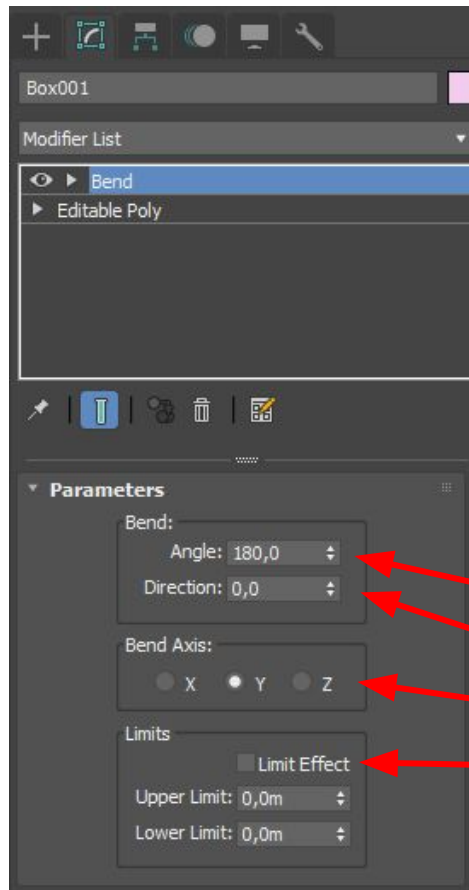 Box001
Modifier List
Bend
Editable Poly
Parameters
Bend:
Angle: 180,0
Direction: 0,0
Bend Axis:
X Y Z
Limits
Limit Effect
Upper Limit: 0,0m
Lower Limit: 0,0m